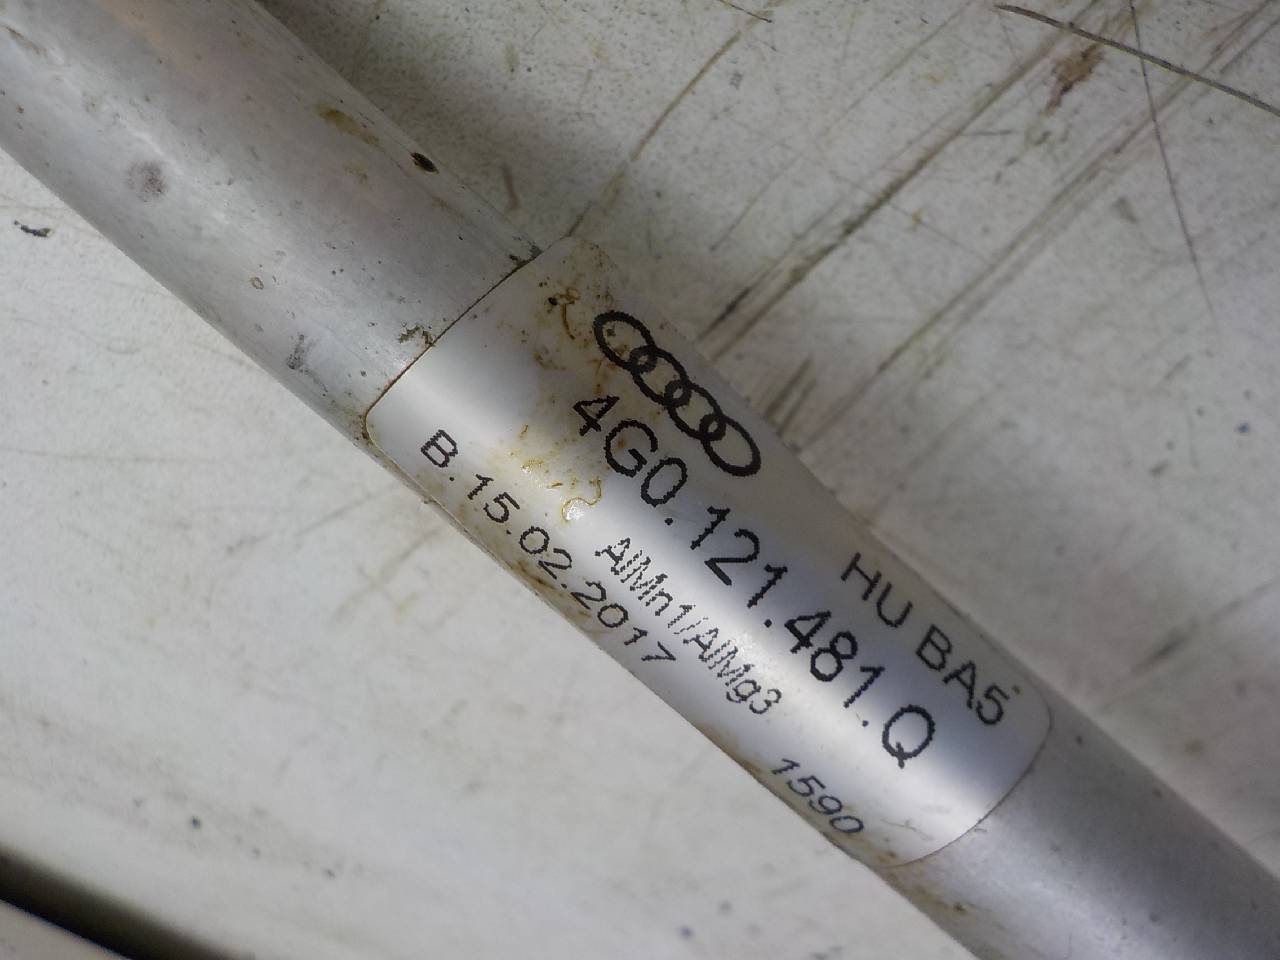 4G0.121.481.Q
HU BA5
AlMn1/AlMg3
B.15.02.2017
1590